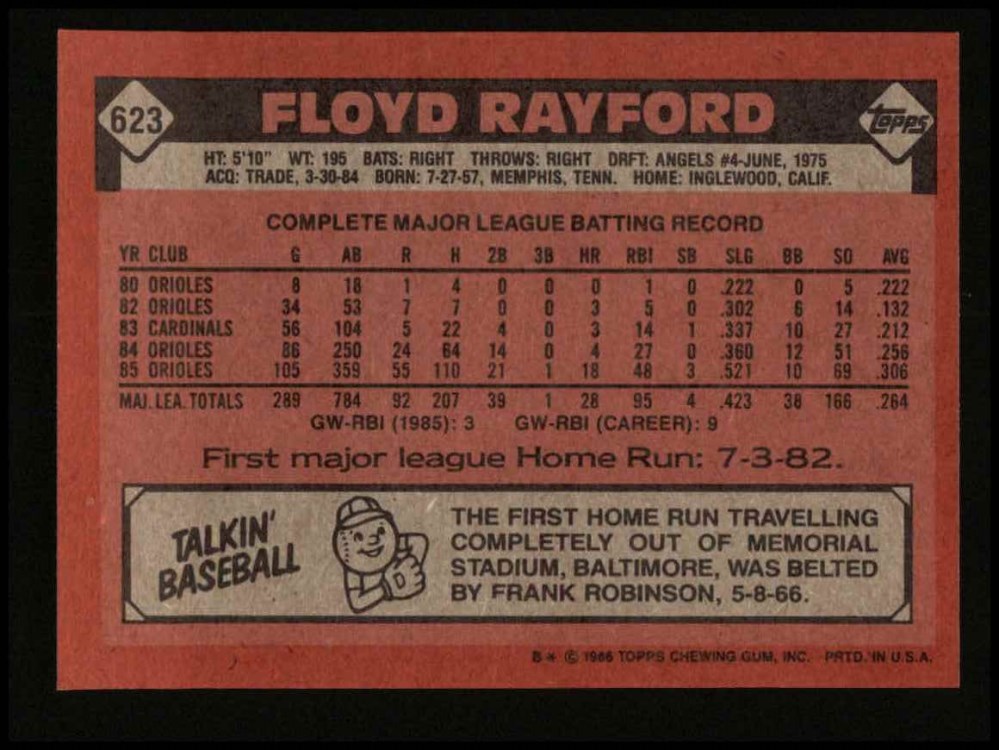 623 FLOYD RAYFORD Topps
HT: 5'10" WT: 195 BATS: RIGHT THROWS: RIGHT DRFT: ANGELS #4-JUNE, 1975
ACQ: TRADE, 3-30-84 BORN: 7-27-57, MEMPHIS, TENN. HOME: INGLEWOOD, CALIF.
COMPLETE MAJOR LEAGUE BATTING RECORD
YR CLUB G AB R H 2B 3B HR RBI SB SLG BB SO AVG
80 ORIOLES 8 18 1 4 0 0 0 1 0 .222 0 5 .222
82 ORIOLES 34 53 7 7 0 0 3 5 0 .302 6 14 .132
83 CARDINALS 56 104 5 22 4 0 3 14 1 .337 10 27 .212
84 ORIOLES 86 250 24 64 14 0 4 27 0 .360 12 51 .256
85 ORIOLES 105 359 55 110 21 1 18 48 3 .521 10 69 .306
MAJ. LEA. TOTALS 289 784 92 207 39 1 28 95 4 .423 38 166 .264
GW-RBI (1985): 3 GW-RBI (CAREER): 9
First major league Home Run: 7-3-82.
TALKIN'
BASEBALL
D
THE FIRST HOME RUN TRAVELLING
COMPLETELY OUT OF MEMORIAL
STADIUM, BALTIMORE, WAS BELTED
BY FRANK ROBINSON, 5-8-66.
B * © 1986 TOPPS CHEWING GUM, INC. PRTD. IN U.S.A.